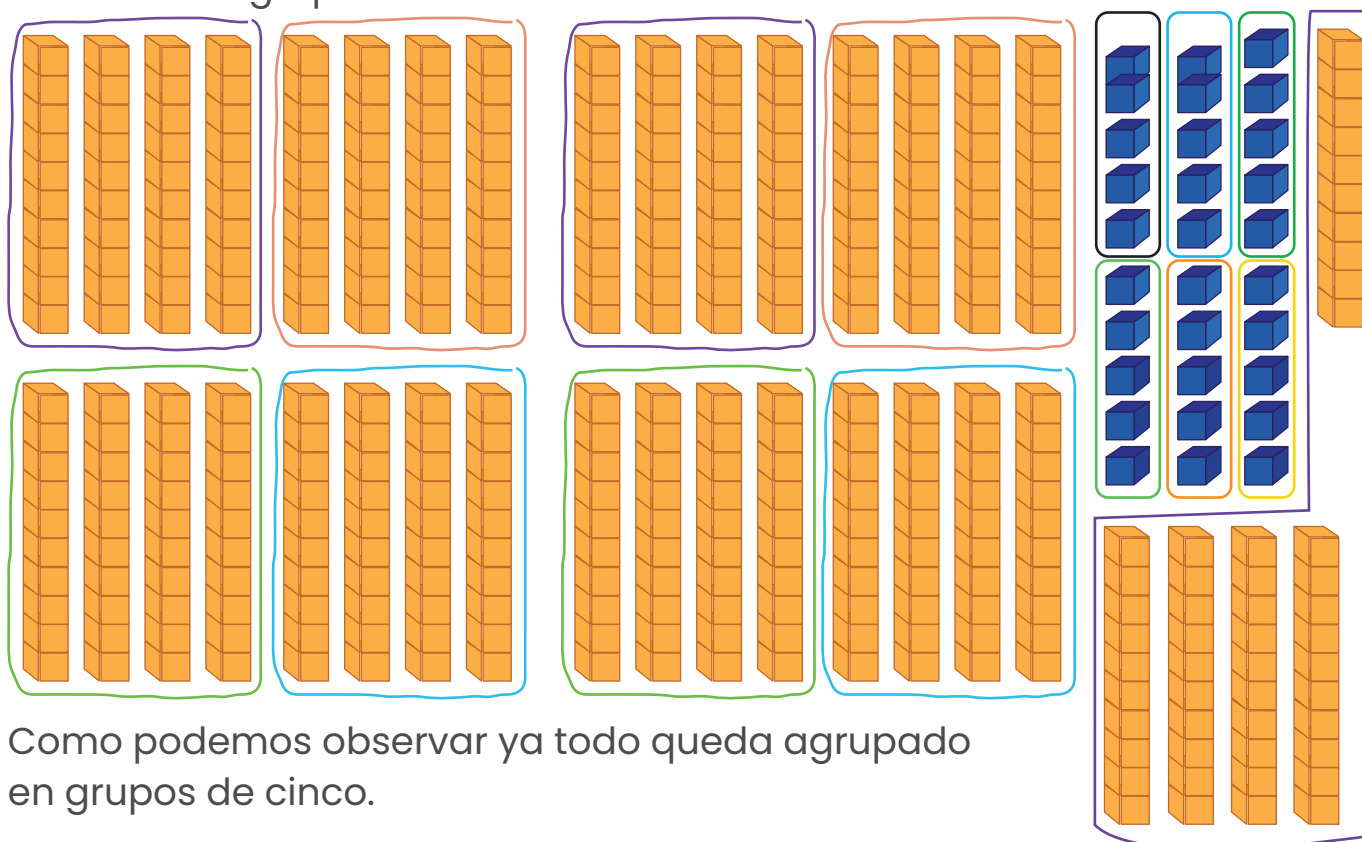 Como podemos observar ya todo queda agrupado
en grupos de cinco.